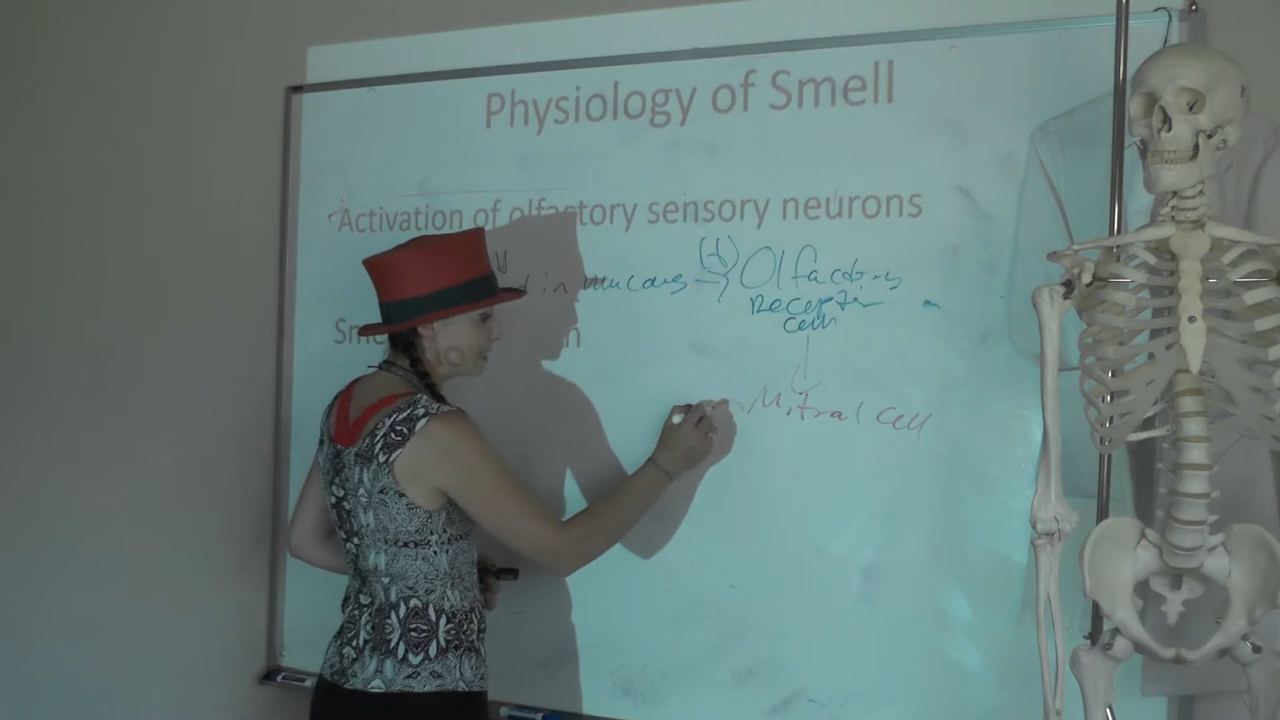 Physiology of Smell
Activation of olfactory sensory neurons
in mucous → (+) Olfactory
Receptor
cell
Mitral cell